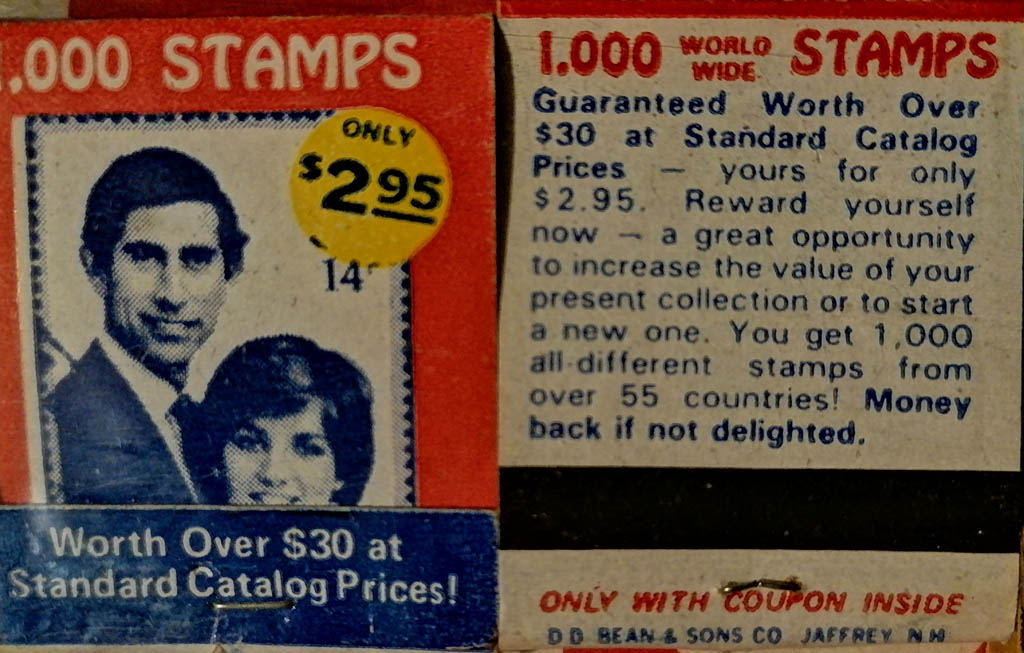 1,000 STAMPS
ONLY
$2.95
14¢
Worth Over $30 at
Standard Catalog Prices!
1,000 WORLD WIDE STAMPS
Guaranteed Worth Over
$30 at Standard Catalog
Prices — yours for only
$2.95. Reward yourself
now — a great opportunity
to increase the value of your
present collection or to start
a new one. You get 1,000
all-different stamps from
over 55 countries! Money
back if not delighted.
ONLY WITH COUPON INSIDE
D D BEAN & SONS CO JAFFREY N H